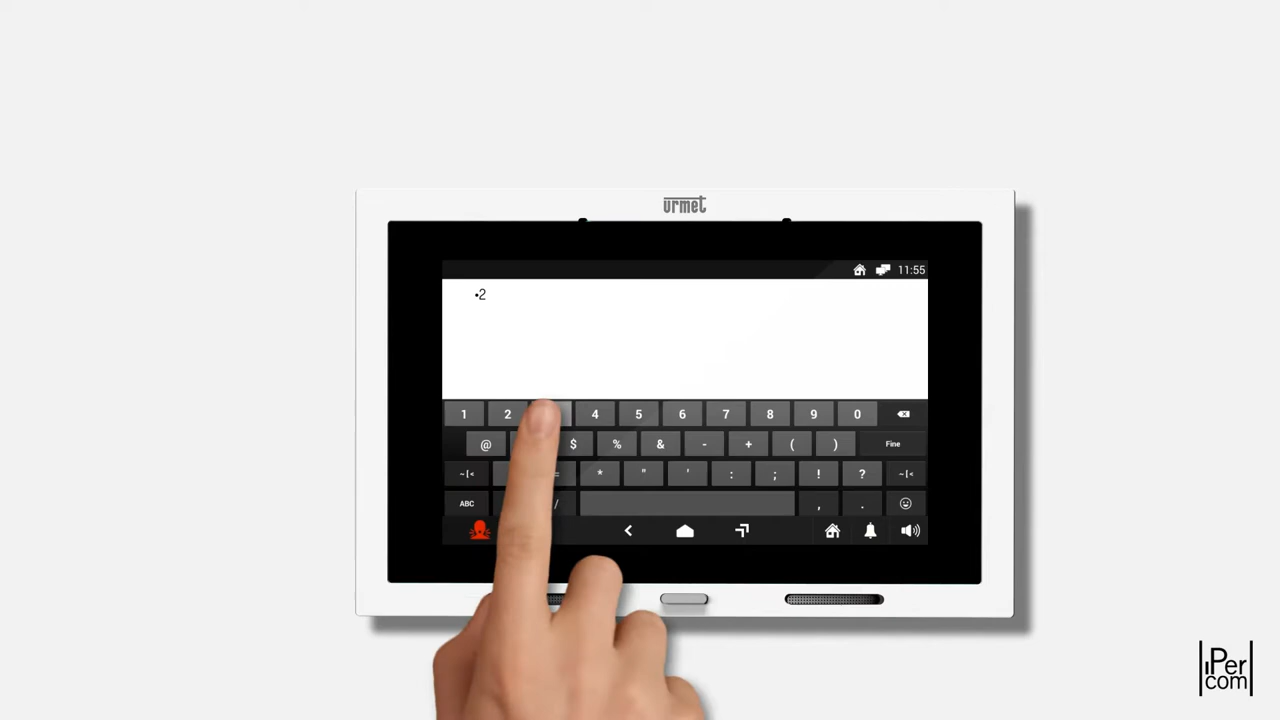 urmet
11:55
•2
1 2 4 5 6 7 8 9 0
@ $ % & - + ( ) Fine
~[< = * " ' : ; ! ? ~[<
ABC / , .
iPer
com